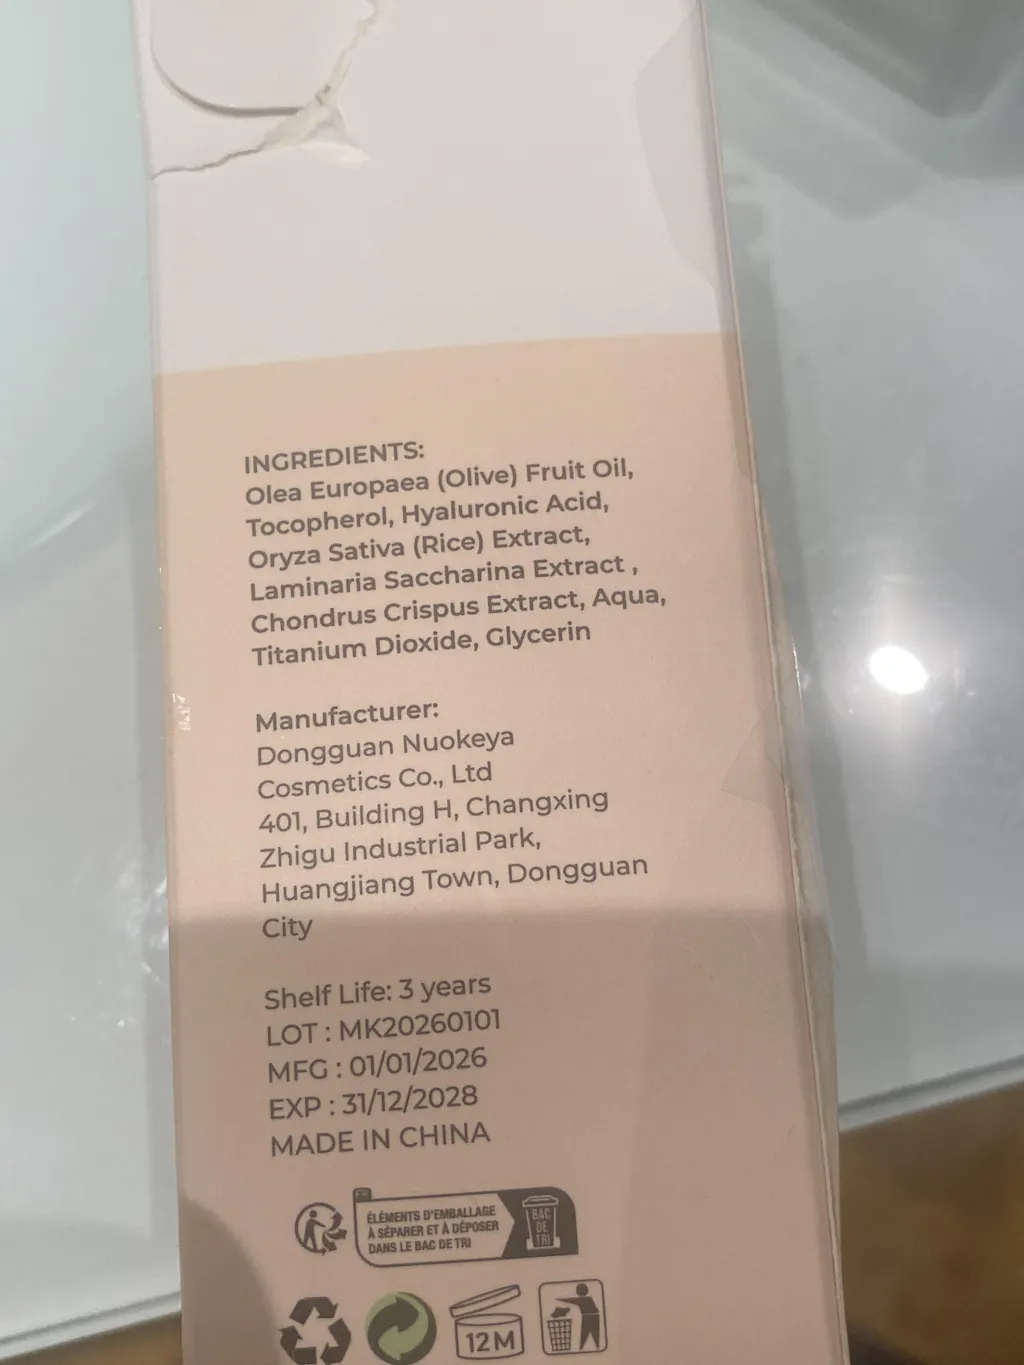 INGREDIENTS:
Olea Europaea (Olive) Fruit Oil,
Tocopherol, Hyaluronic Acid,
Oryza Sativa (Rice) Extract,
Laminaria Saccharina Extract ,
Chondrus Crispus Extract, Aqua,
Titanium Dioxide, Glycerin
Manufacturer:
Dongguan Nuokeya
Cosmetics Co., Ltd
401, Building H, Changxing
Zhigu Industrial Park,
Huangjiang Town, Dongguan
City
Shelf Life: 3 years
LOT : MK20260101
MFG : 01/01/2026
EXP : 31/12/2028
MADE IN CHINA
FR
ÉLÉMENTS D'EMBALLAGE
À SÉPARER ET À DÉPOSER
DANS LE BAC DE TRI
BAC
DE
TRI
12M